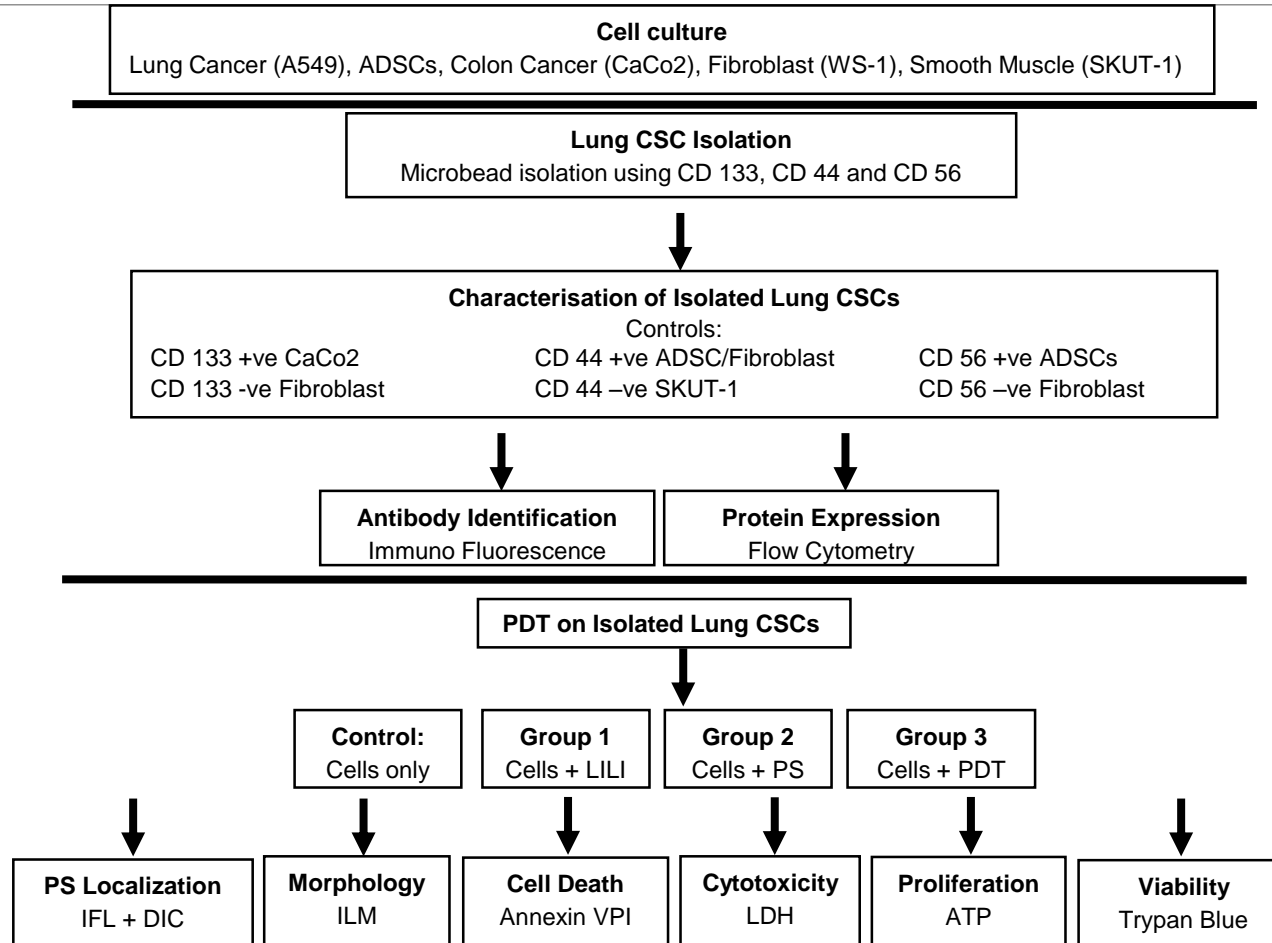 Cell culture
Lung Cancer (A549), ADSCs, Colon Cancer (CaCo2), Fibroblast (WS-1), Smooth Muscle (SKUT-1)
Lung CSC Isolation
Microbead isolation using CD 133, CD 44 and CD 56
Characterisation of Isolated Lung CSCs
Controls:
CD 133 +ve CaCo2 CD 44 +ve ADSC/Fibroblast CD 56 +ve ADSCs
CD 133 -ve Fibroblast CD 44 –ve SKUT-1 CD 56 –ve Fibroblast
Antibody Identification
Immuno Fluorescence
Protein Expression
Flow Cytometry
PDT on Isolated Lung CSCs
Control:
Cells only
Group 1
Cells + LILI
Group 2
Cells + PS
Group 3
Cells + PDT
PS Localization
IFL + DIC
Morphology
ILM
Cell Death
Annexin VPI
Cytotoxicity
LDH
Proliferation
ATP
Viability
Trypan Blue